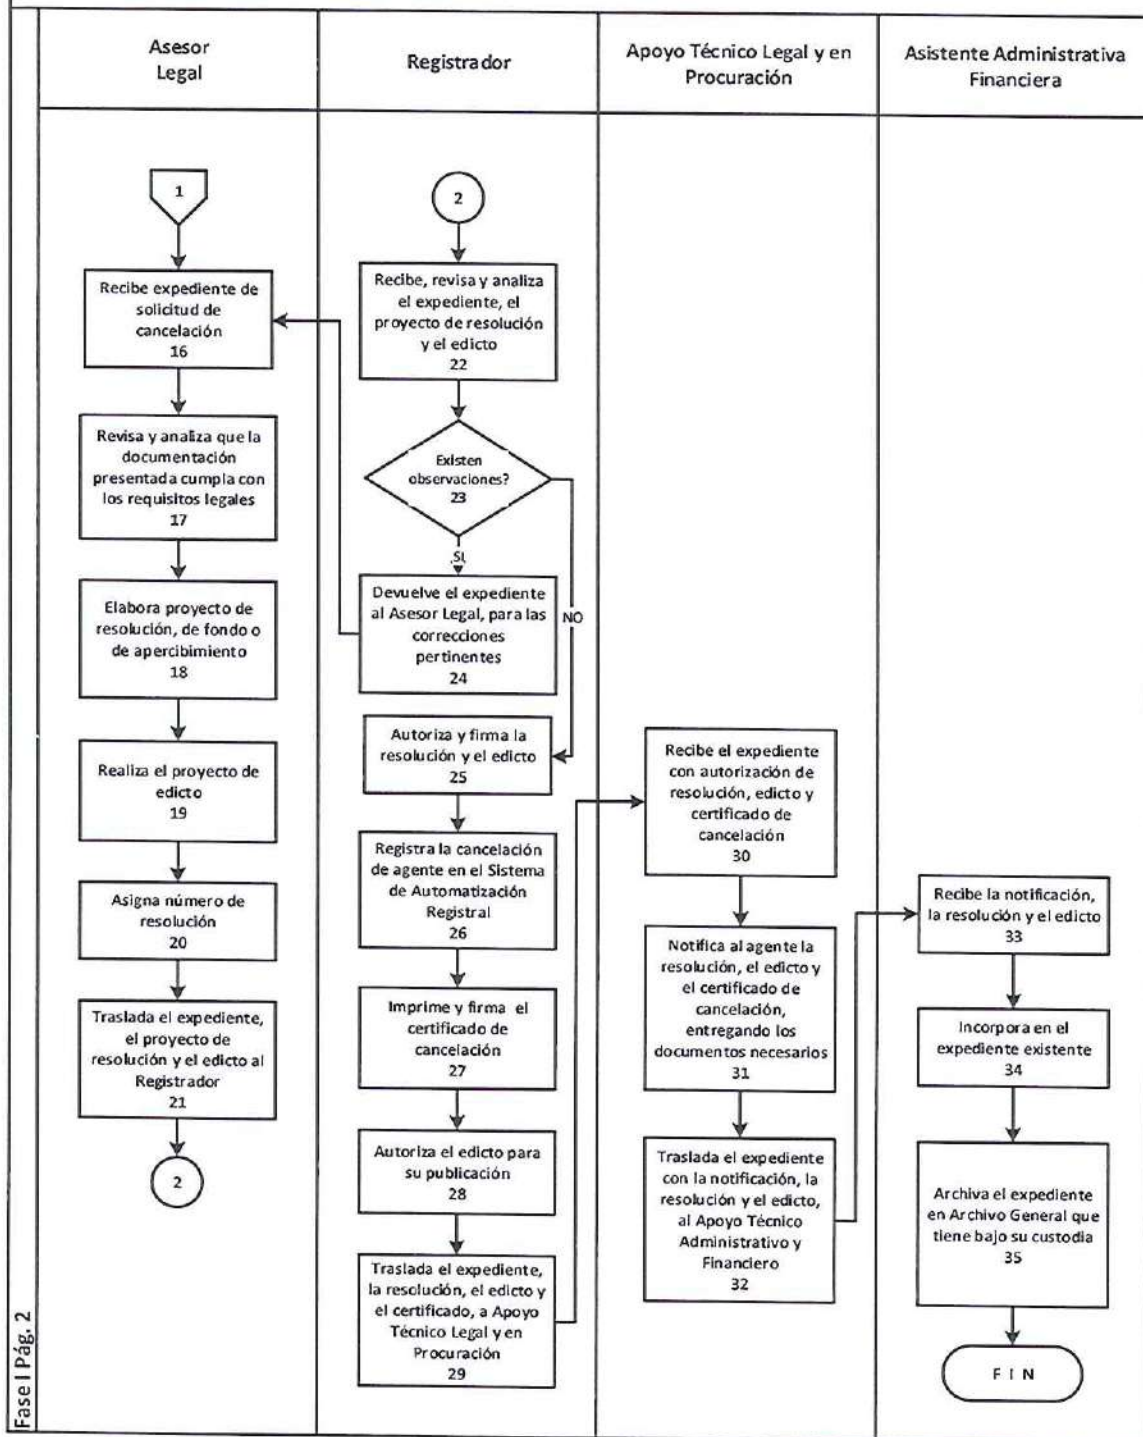 Asesor
Legal
Registrador
Apoyo Técnico Legal y en
Procuración
Asistente Administrativa
Financiera
1
Recibe expediente de
solicitud de
cancelación
16
Revisa y analiza que la
documentación
presentada cumpla con
los requisitos legales
17
Elabora proyecto de
resolución, de fondo o
de apercibimiento
18
Realiza el proyecto de
edicto
19
Asigna número de
resolución
20
Traslada el expediente,
el proyecto de
resolución y el edicto al
Registrador
21
2
2
Recibe, revisa y analiza
el expediente, el
proyecto de resolución
y el edicto
22
Existen
observaciones?
23
SI
NO
Devuelve el expediente
al Asesor Legal, para las
correcciones
pertinentes
24
Autoriza y firma la
resolución y el edicto
25
Registra la cancelación
de agente en el Sistema
de Automatización
Registral
26
Imprime y firma el
certificado de
cancelación
27
Autoriza el edicto para
su publicación
28
Traslada el expediente,
la resolución, el edicto y
el certificado, a Apoyo
Técnico Legal y en
Procuración
29
Recibe el expediente
con autorización de
resolución, edicto y
certificado de
cancelación
30
Notifica al agente la
resolución, el edicto y
el certificado de
cancelación,
entregando los
documentos necesarios
31
Traslada el expediente
con la notificación, la
resolución y el edicto,
al Apoyo Técnico
Administrativo y
Financiero
32
Recibe la notificación,
la resolución y el edicto
33
Incorpora en el
expediente existente
34
Archiva el expediente
en Archivo General que
tiene bajo su custodia
35
F I N
Fase I Pág. 2